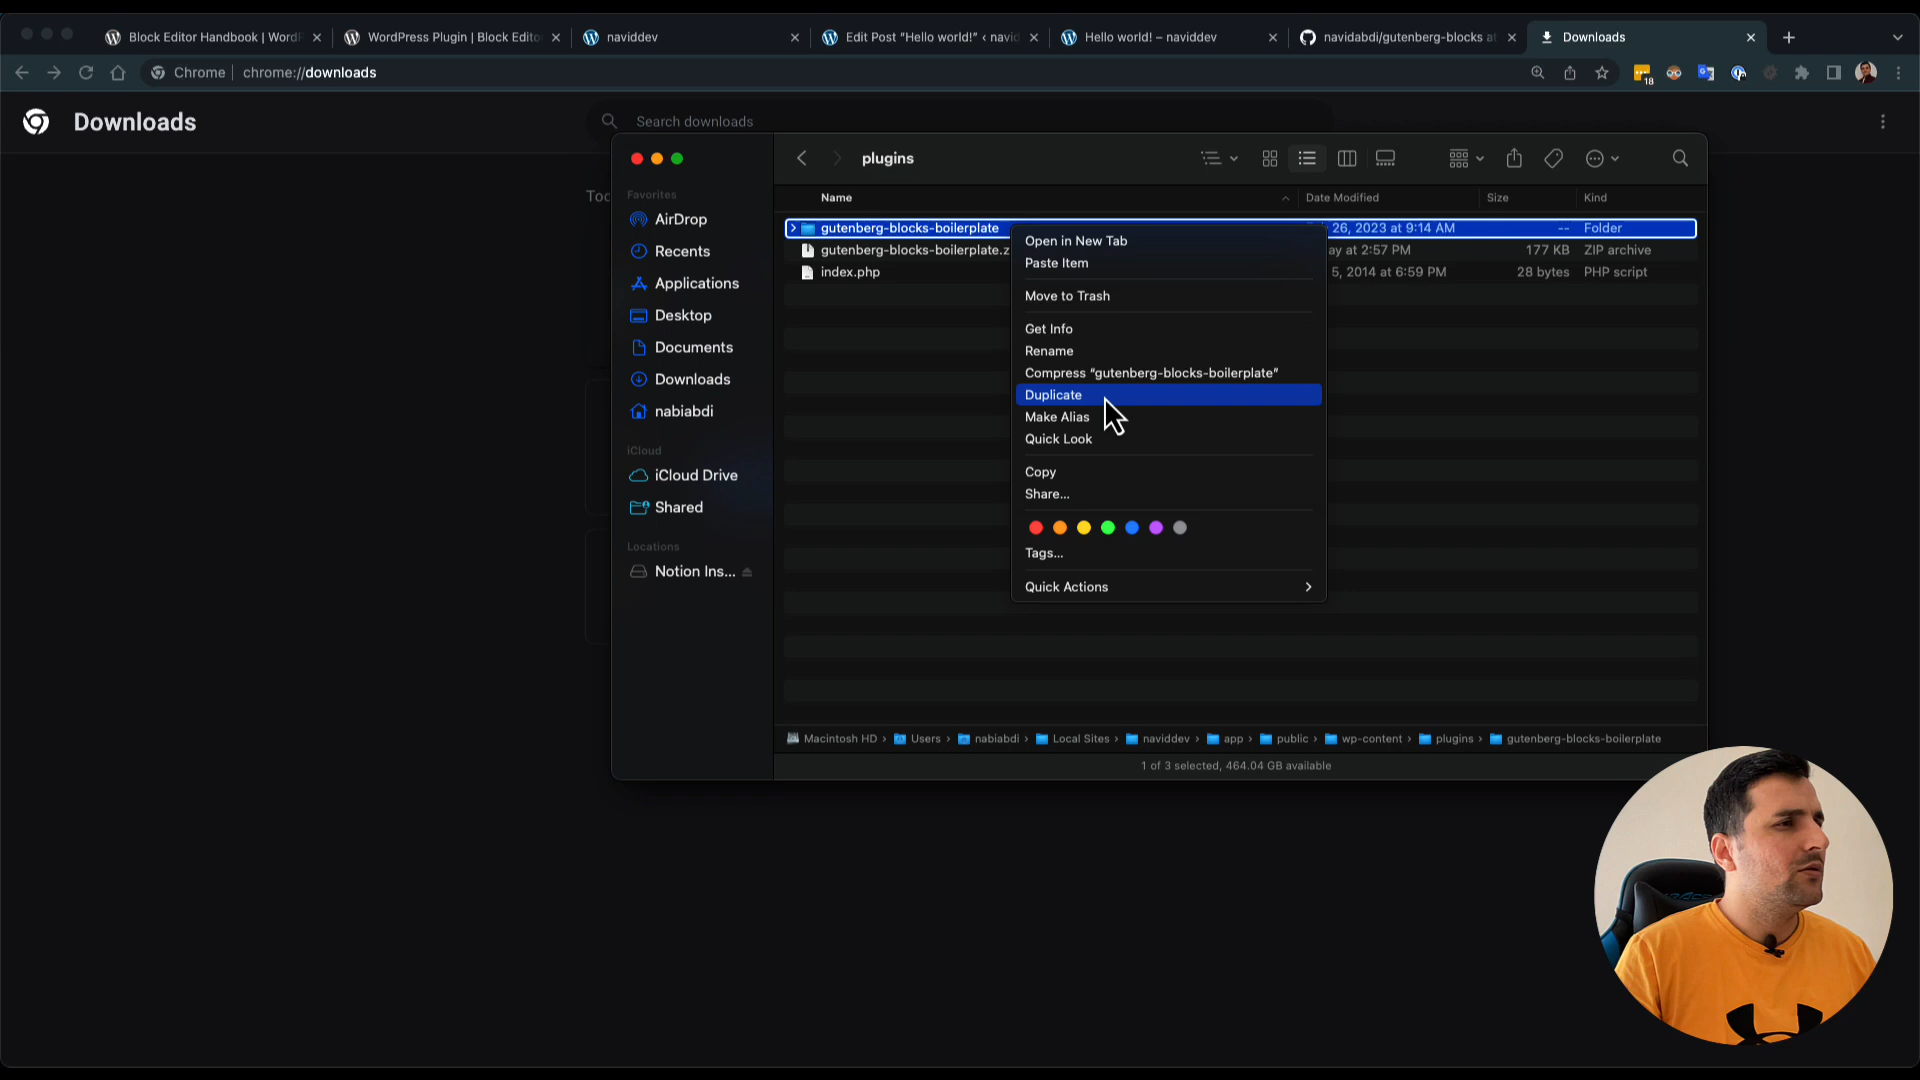 Block Editor Handbook | Word
WordPress Plugin | Block Edito
naviddev
Edit Post “Hello world!” ‹ navid
Hello world! – naviddev
navidabdi/gutenberg-blocks at
Downloads
Chrome
chrome://downloads
18
Downloads
Search downloads
plugins
Favorites
AirDrop
Recents
Applications
Desktop
Documents
Downloads
nabiabdi
iCloud
iCloud Drive
Shared
Locations
Notion Ins...
Name
Date Modified
Size
Kind
gutenberg-blocks-boilerplate
26, 2023 at 9:14 AM
--
Folder
gutenberg-blocks-boilerplate.z
ay at 2:57 PM
177 KB
ZIP archive
index.php
5, 2014 at 6:59 PM
28 bytes
PHP script
Open in New Tab
Paste Item
Move to Trash
Get Info
Rename
Compress “gutenberg-blocks-boilerplate”
Duplicate
Make Alias
Quick Look
Copy
Share...
Tags...
Quick Actions
Macintosh HD › Users › nabiabdi › Local Sites › naviddev › app › public › wp-content › plugins › gutenberg-blocks-boilerplate
1 of 3 selected, 464.04 GB available